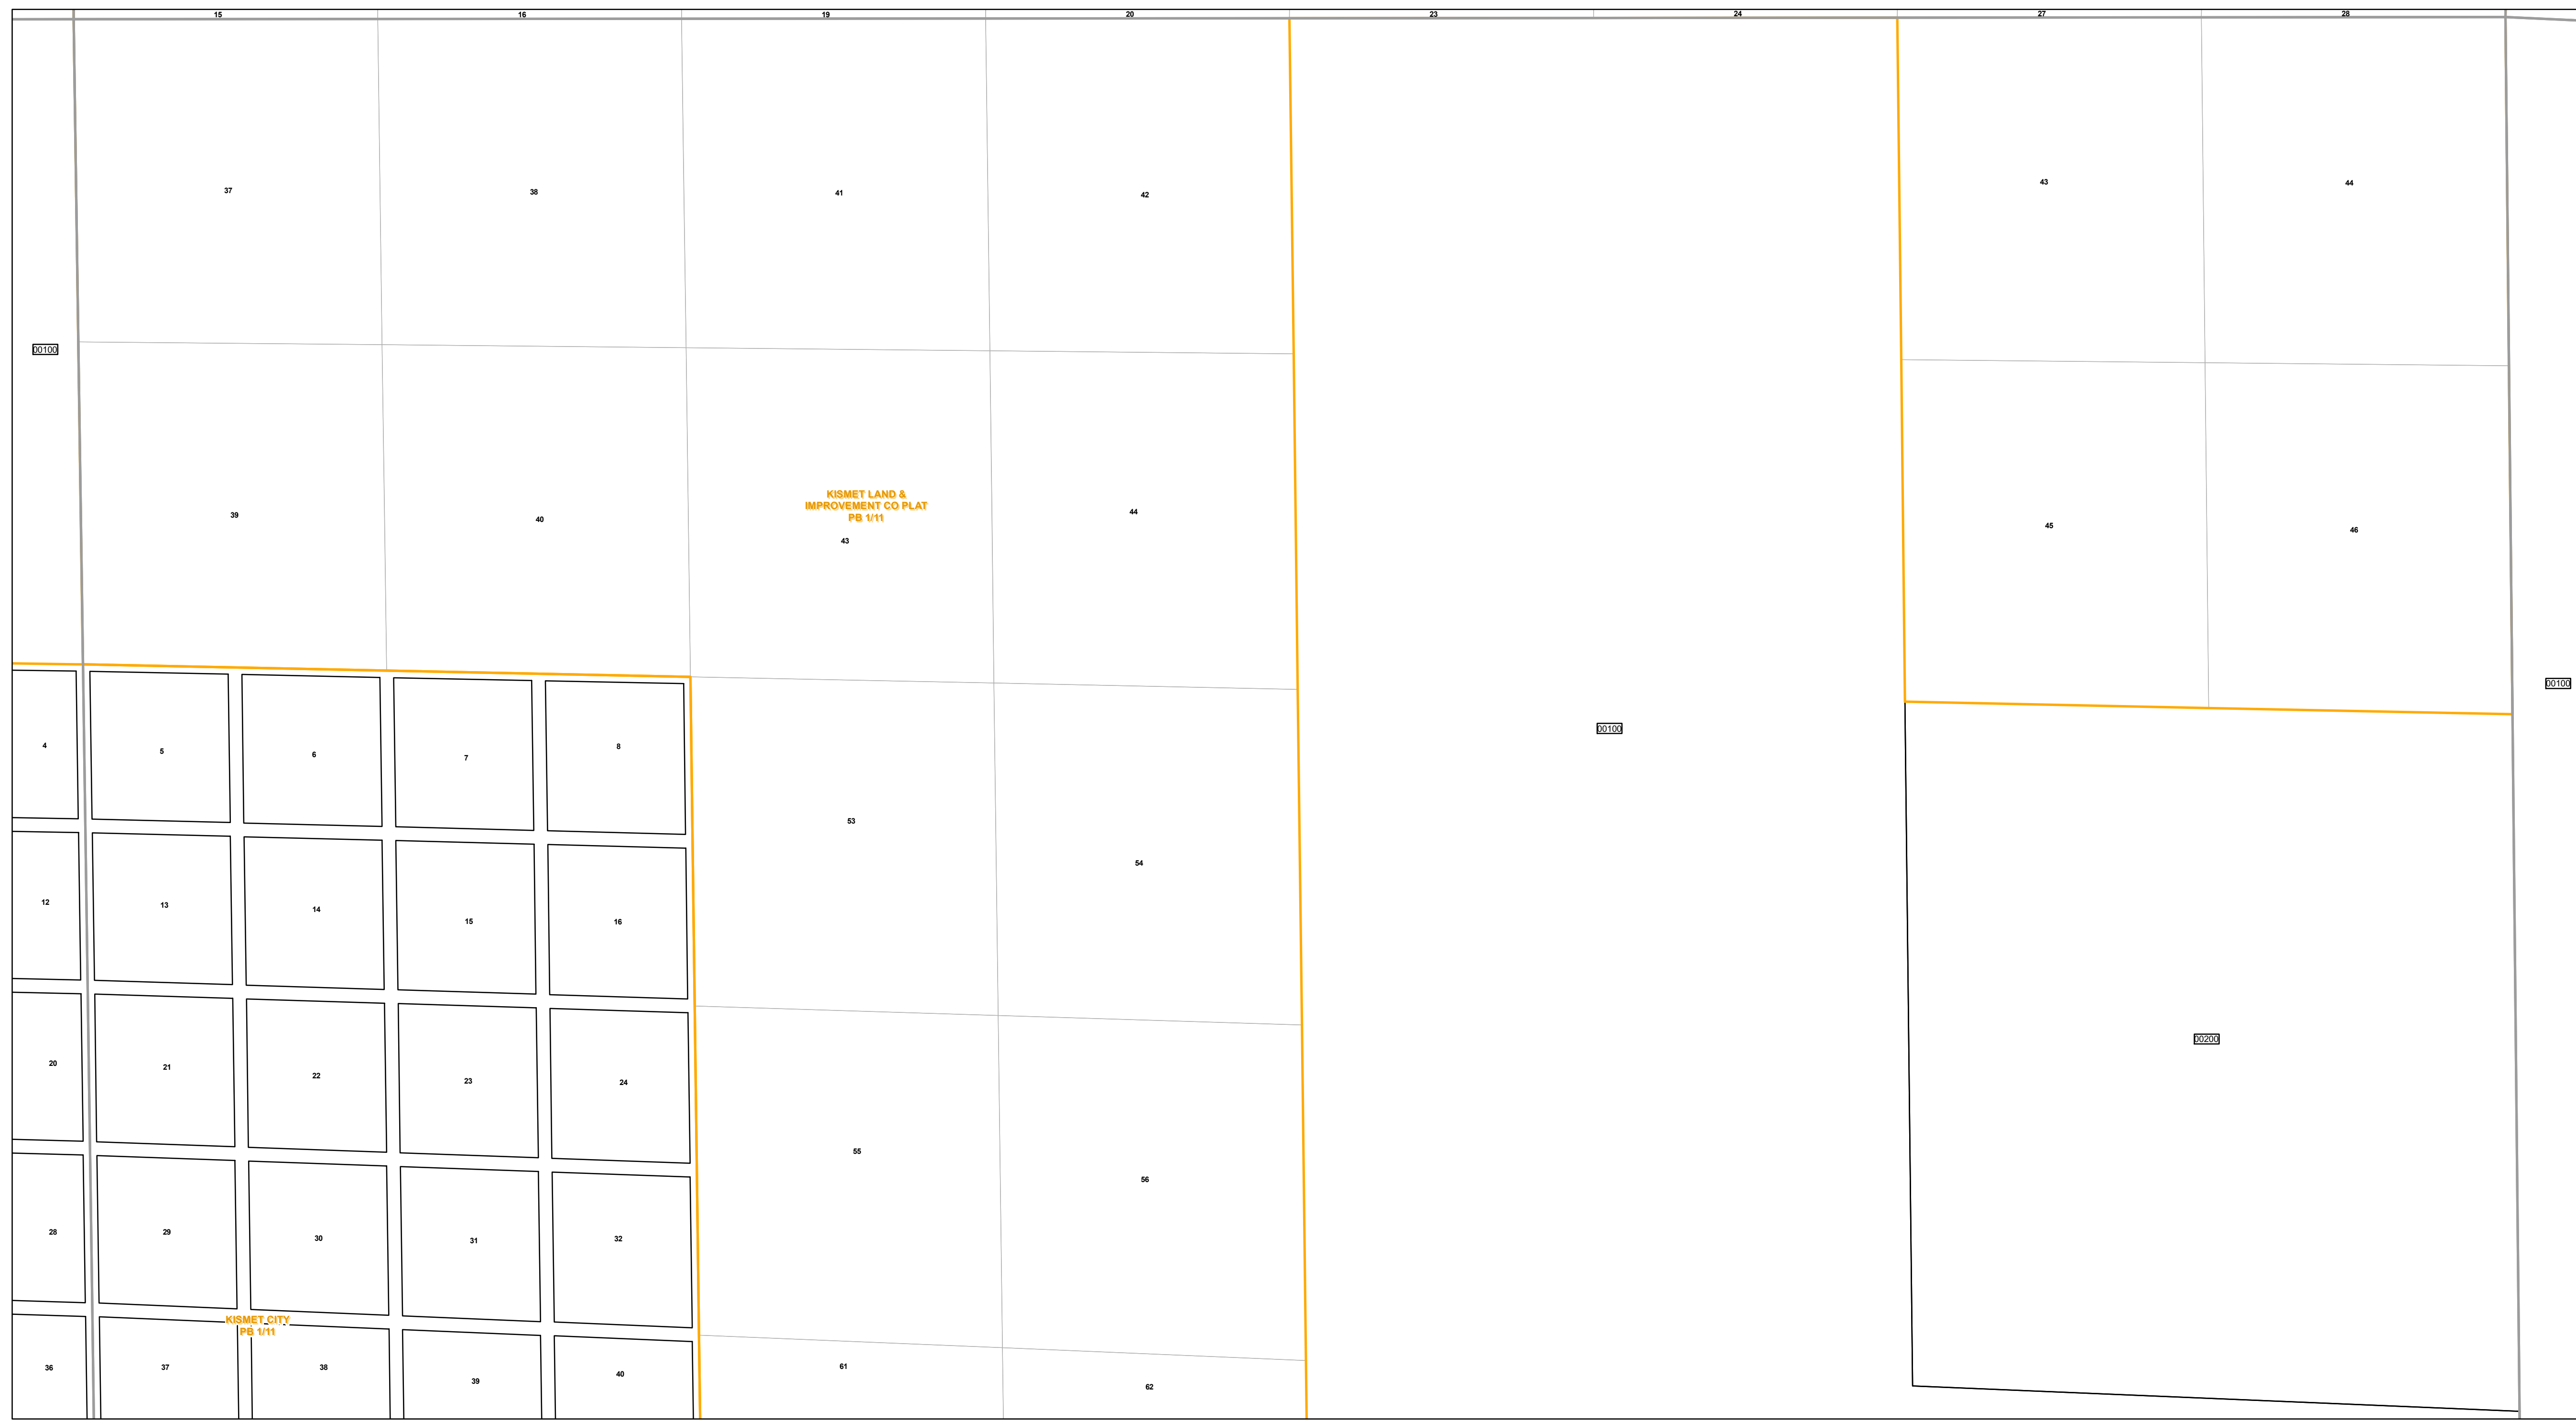 15 16 19 20 23 24 27 28
37 38 41 42 43 44
00100
39 40
KISMET LAND &
IMPROVEMENT CO PLAT
PB 1/11
43
44 45 46
00100
00100
4 5 6 7 8
53 54
12 13 14 15 16
00200
20 21 22 23 24
55 56
28 29 30 31 32
KISMET CITY
PB 1/11
36 37 38 39 40
61 62